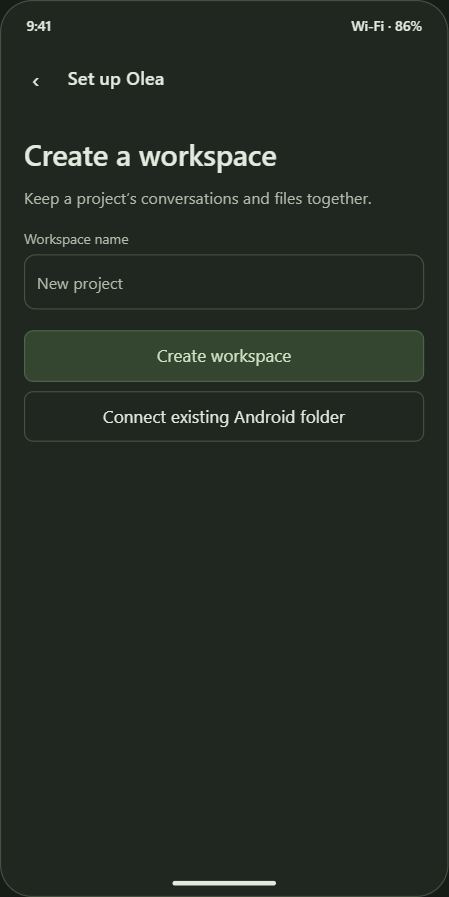 9:41
Wi-Fi · 86%
‹ Set up Olea
Create a workspace
Keep a project's conversations and files together.
Workspace name
New project
Create workspace
Connect existing Android folder